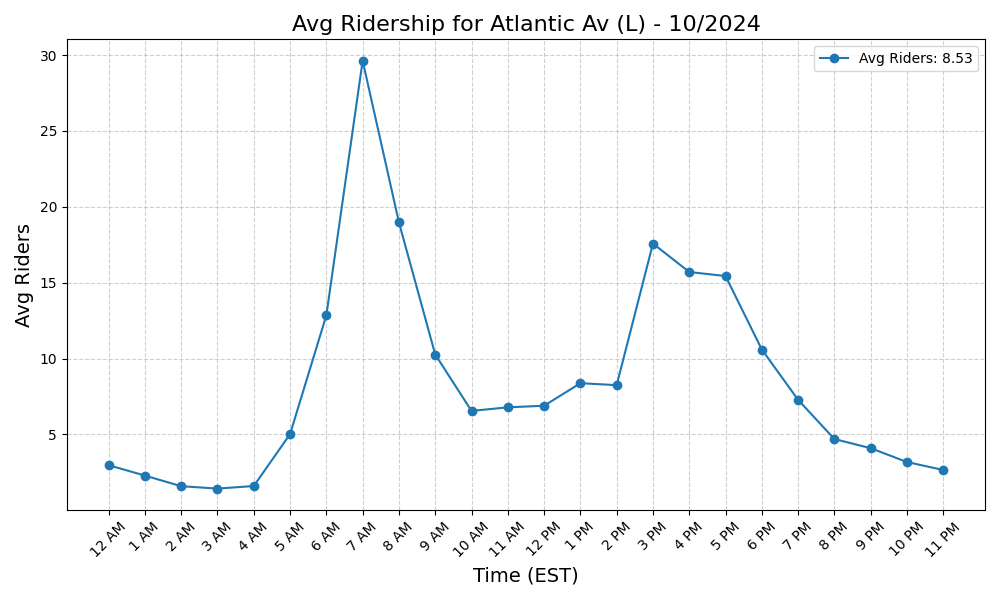 Avg Ridership for Atlantic Av (L) - 10/2024
Avg Riders: 8.53
Avg Riders
30
25
20
15
10
5
12 AM
1 AM
2 AM
3 AM
4 AM
5 AM
6 AM
7 AM
8 AM
9 AM
10 AM
11 AM
12 PM
1 PM
2 PM
3 PM
4 PM
5 PM
6 PM
7 PM
8 PM
9 PM
10 PM
11 PM
Time (EST)